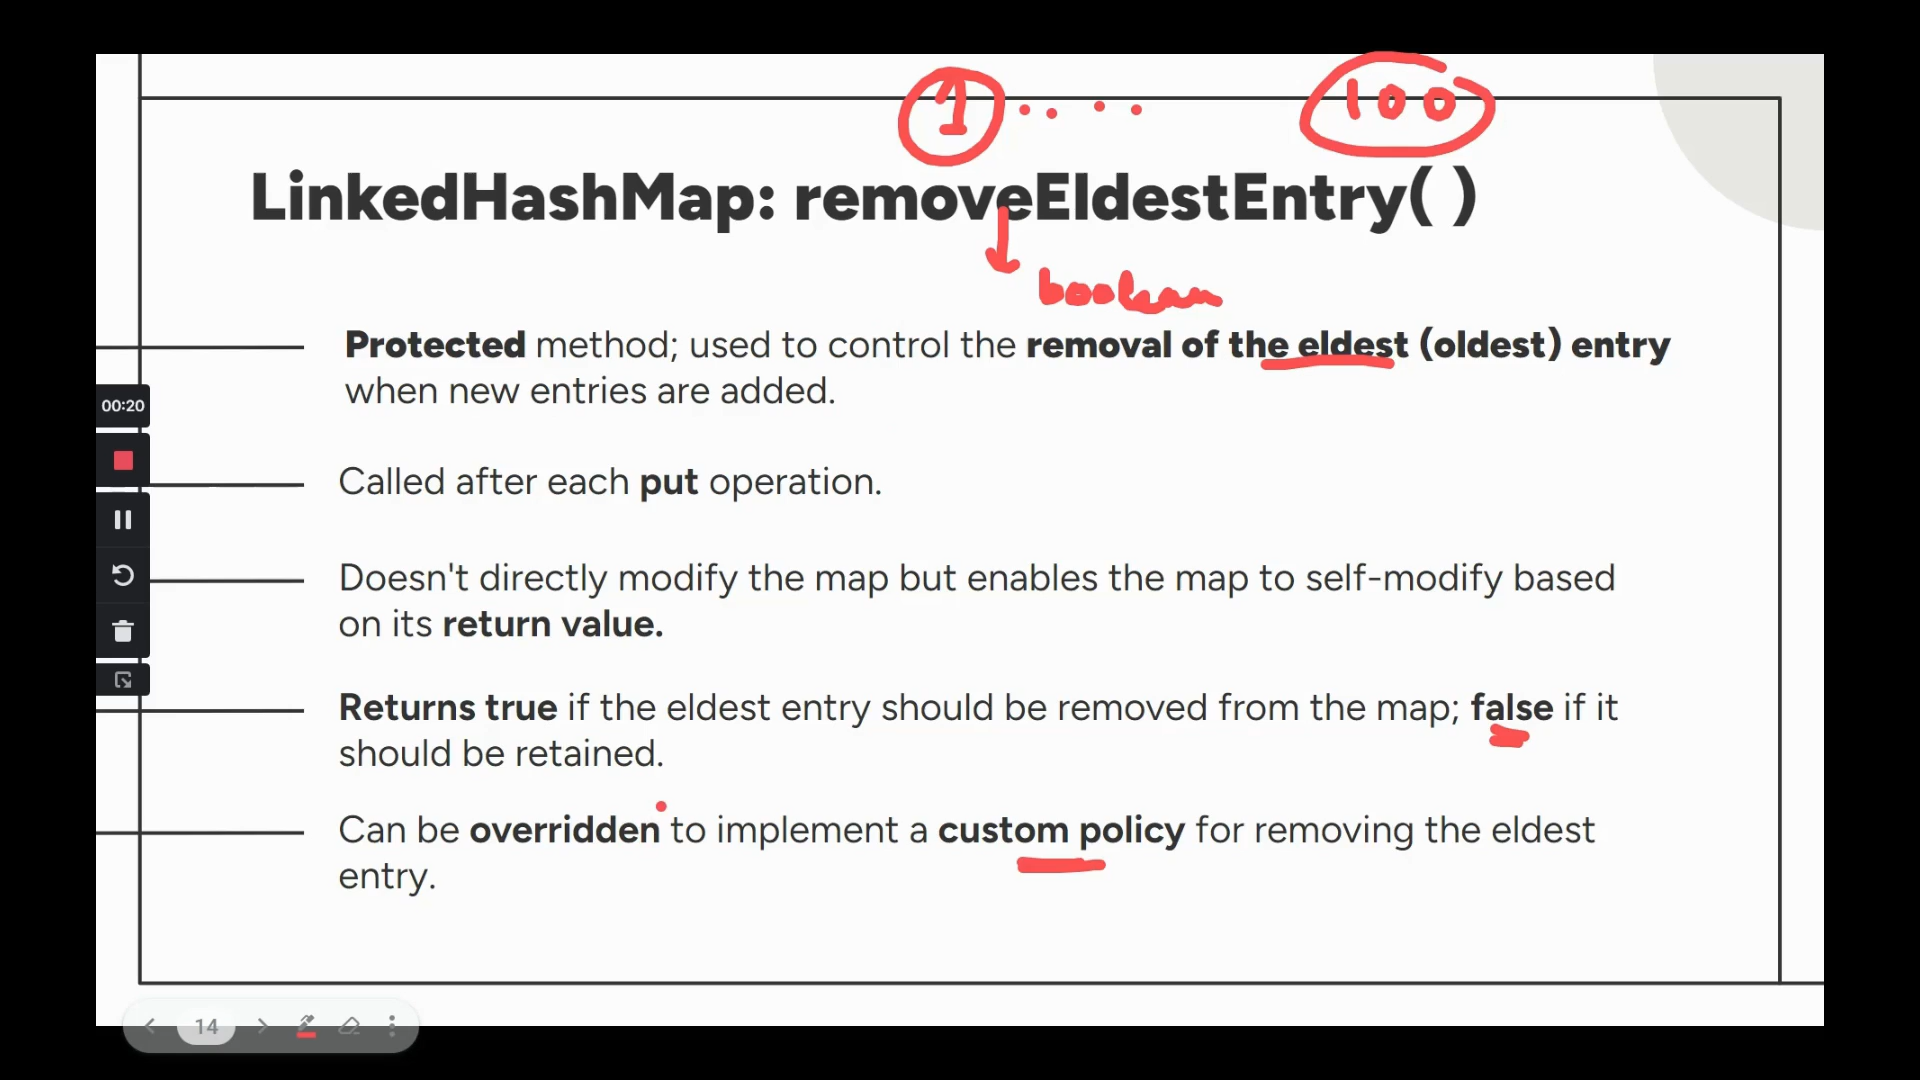 1 . . . . 100
LinkedHashMap: removeEldestEntry( )
boolean
Protected method; used to control the removal of the eldest (oldest) entry
when new entries are added.
00:20
Called after each put operation.
Doesn't directly modify the map but enables the map to self-modify based
on its return value.
Returns true if the eldest entry should be removed from the map; false if it
should be retained.
Can be overridden to implement a custom policy for removing the eldest
entry.
14